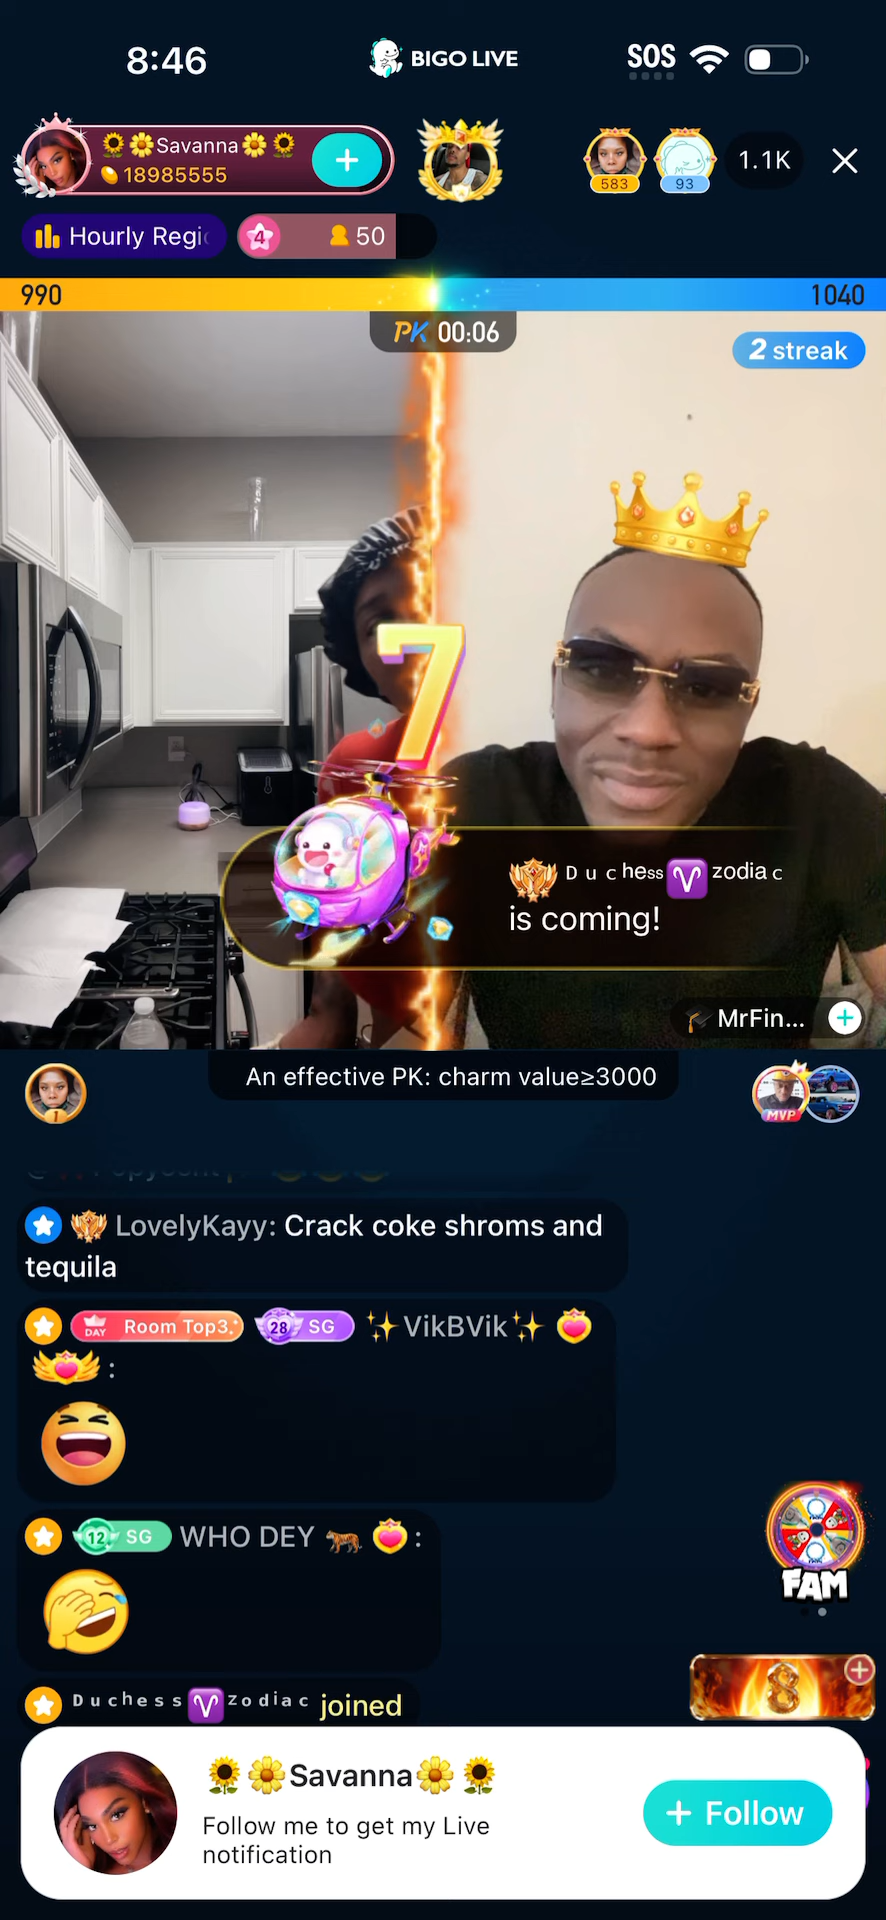 8:46
BIGO LIVE
SOS
🌻🌼Savanna🌼🌻
18985555
583
93
1.1K
Hourly Regi
4
50
990
1040
PK 00:06
2 streak
7
D u c hess♈zodia c
is coming!
🎓 MrFin...
An effective PK: charm value≥3000
1
MVP
LovelyKayy: Crack coke shroms and
tequila
DAY Room Top3 28 SG ✨VikBVik✨
:
12 SG WHO DEY 🐅 :
FAM
8
D u c h e s s♈z o d i a c joined
🌻🌼Savanna🌼🌻
Follow me to get my Live
notification
+ Follow